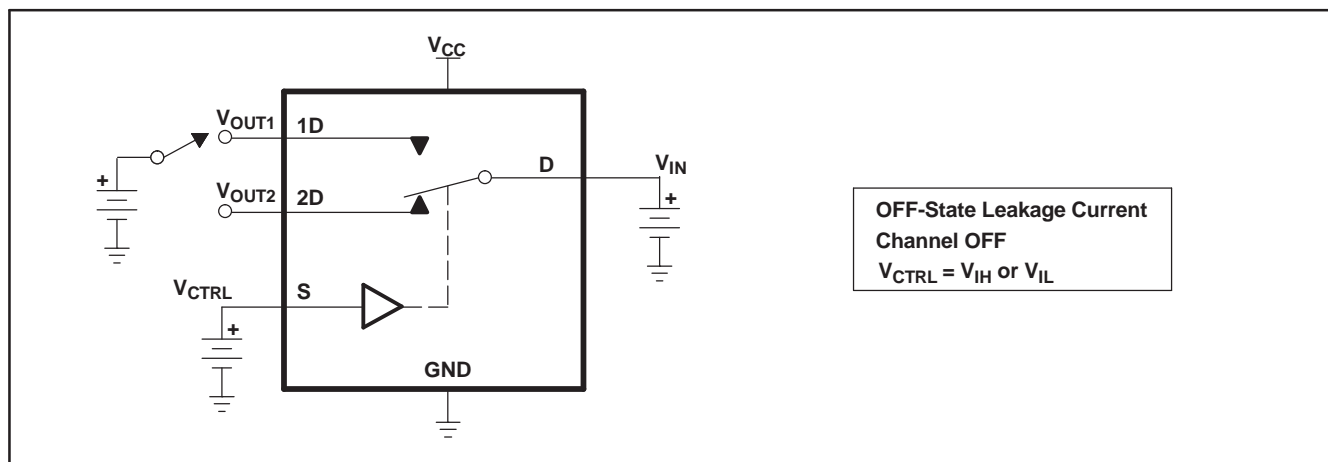 VCC
VOUT1 1D
D VIN
VOUT2 2D
+
+
OFF-State Leakage Current
Channel OFF
VCTRL = VIH or VIL
VCTRL S
+
GND